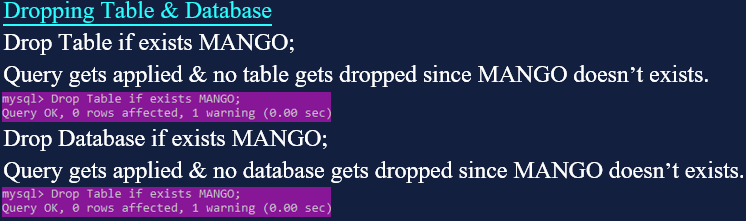 Dropping Table & Database
Drop Table if exists MANGO;
Query gets applied & no table gets dropped since MANGO doesn’t exists.
mysql> Drop Table if exists MANGO;
Query OK, 0 rows affected, 1 warning (0.00 sec)
Drop Database if exists MANGO;
Query gets applied & no database gets dropped since MANGO doesn’t exists.
mysql> Drop Table if exists MANGO;
Query OK, 0 rows affected, 1 warning (0.00 sec)